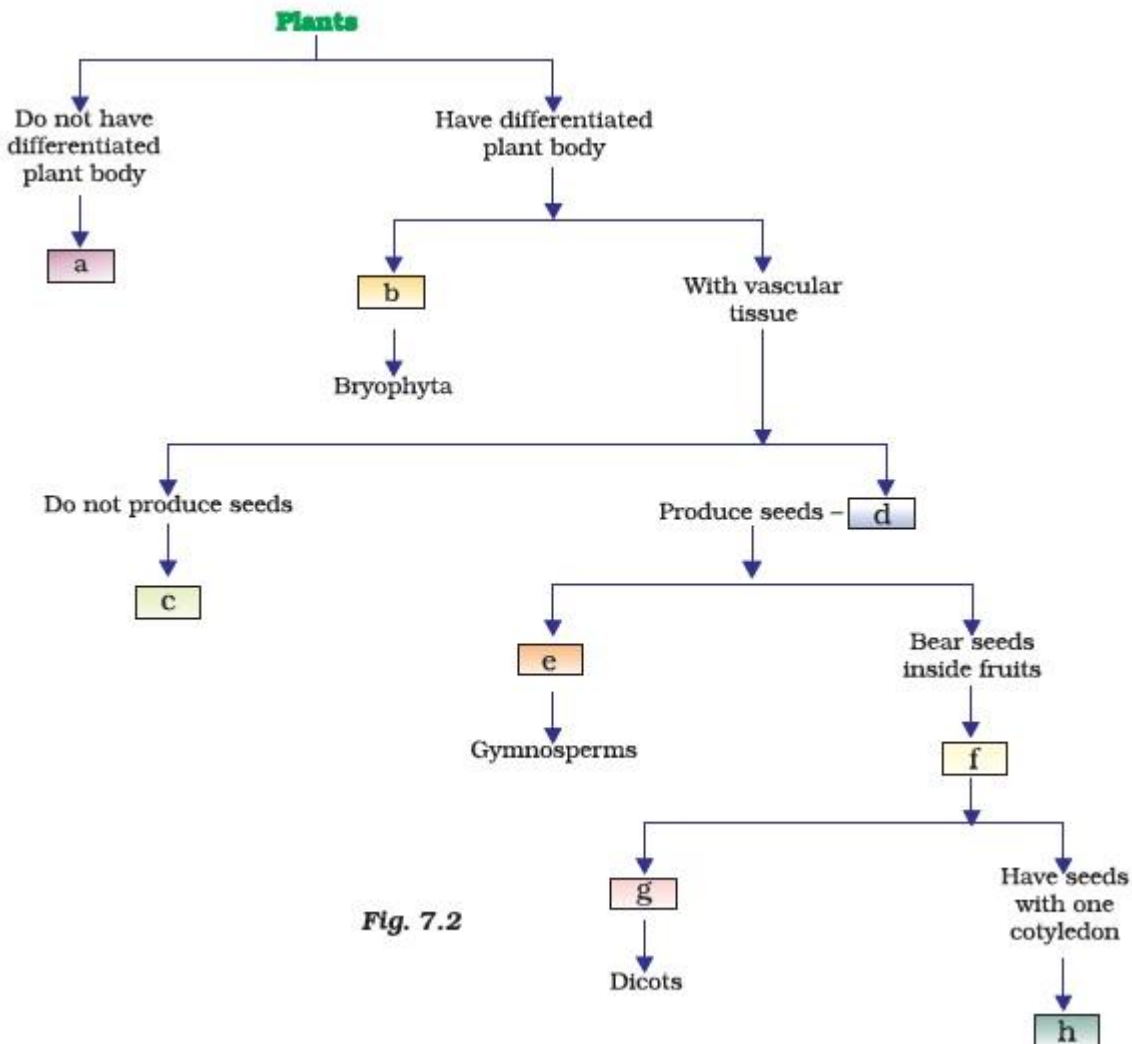 Plants
Do not have
differentiated
plant body
Have differentiated
plant body
a
b
With vascular
tissue
Bryophyta
Do not produce seeds
Produce seeds – d
c
e
Bear seeds
inside fruits
Gymnosperms
f
g
Have seeds
with one
cotyledon
Fig. 7.2
Dicots
h